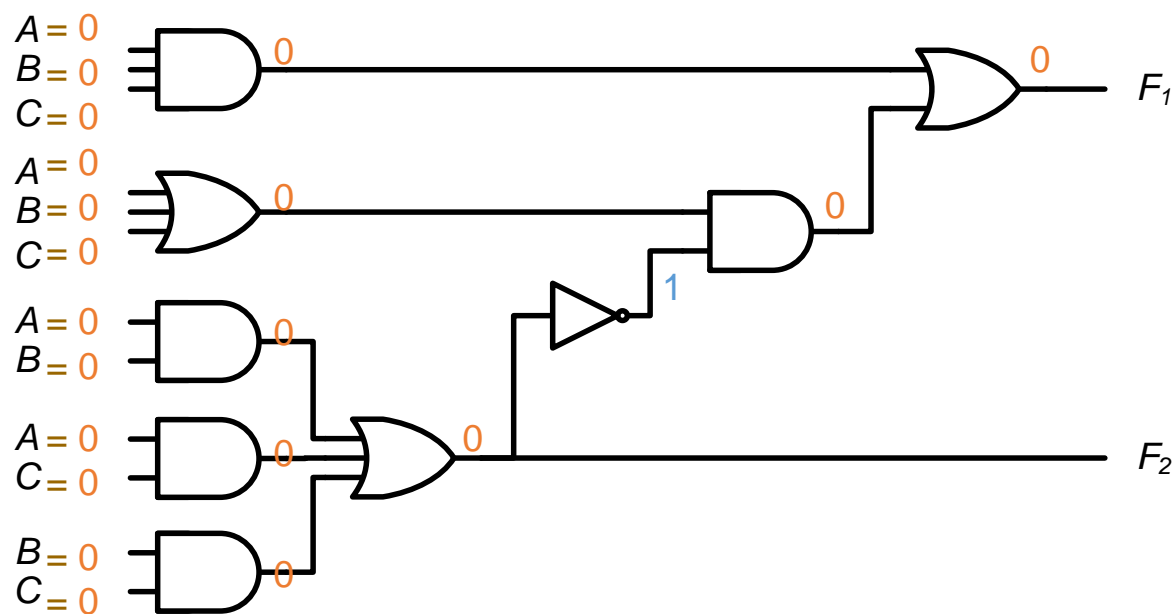 A = 0
0
0
B = 0
F₁
C = 0
A = 0
0
B = 0
0
C = 0
1
A = 0
0
B = 0
A = 0
0
0
F₂
C = 0
B = 0
0
C = 0